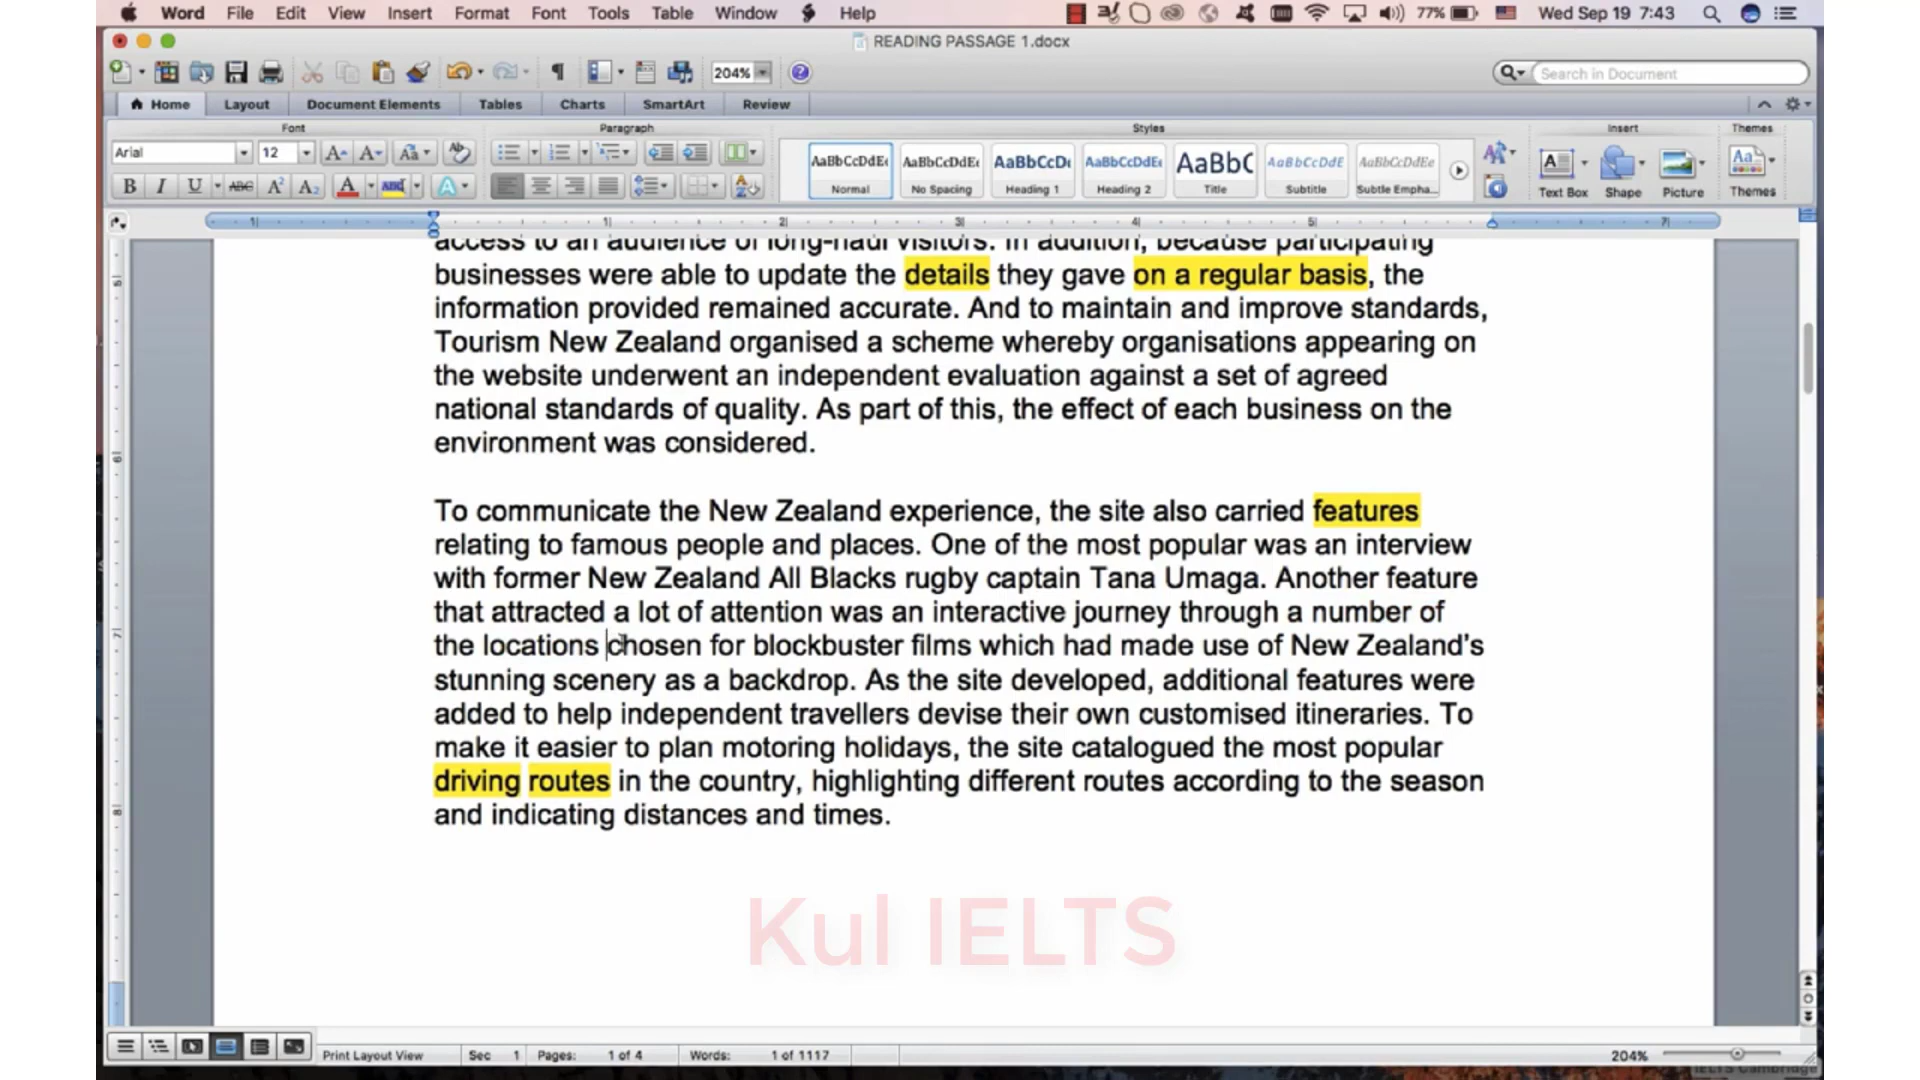 Word File Edit View Insert Format Font Tools Table Window Help 77% Wed Sep 19 7:43
READING PASSAGE 1.docx
204% Search in Document
Home Layout Document Elements Tables Charts SmartArt Review
Font Paragraph Styles Insert Themes
Arial 12
AaBbCcDdEe AaBbCcDdEe AaBbCcDd AaBbCcDdEe AaBbC AaBbCcDdE AaBbCcDdEe
Normal No Spacing Heading 1 Heading 2 Title Subtitle Subtle Empha... Text Box Shape Picture Themes
access to an audience of long-haul visitors. In addition, because participating
businesses were able to update the details they gave on a regular basis, the
information provided remained accurate. And to maintain and improve standards,
Tourism New Zealand organised a scheme whereby organisations appearing on
the website underwent an independent evaluation against a set of agreed
national standards of quality. As part of this, the effect of each business on the
environment was considered.
To communicate the New Zealand experience, the site also carried features
relating to famous people and places. One of the most popular was an interview
with former New Zealand All Blacks rugby captain Tana Umaga. Another feature
that attracted a lot of attention was an interactive journey through a number of
the locations chosen for blockbuster films which had made use of New Zealand's
stunning scenery as a backdrop. As the site developed, additional features were
added to help independent travellers devise their own customised itineraries. To
make it easier to plan motoring holidays, the site catalogued the most popular
driving routes in the country, highlighting different routes according to the season
and indicating distances and times.
Kul IELTS
Print Layout View Sec 1 Pages: 1 of 4 Words: 1 of 1117 204%
IELTS Cambridge